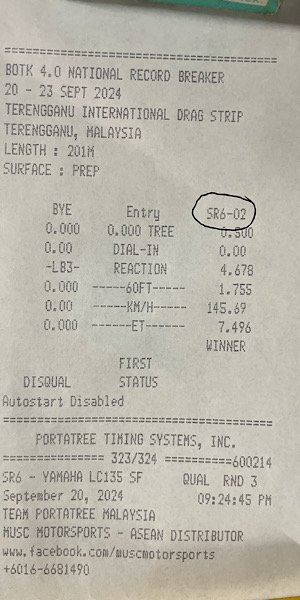 BOTK 4.0 NATIONAL RECORD BREAKER
20 - 23 SEPT 2024
TERENGGANU INTERNATIONAL DRAG STRIP
TERENGGANU, MALAYSIA
LENGTH : 201M
SURFACE : PREP
BYE Entry SR6-02
0.000 0.000 TREE 0.500
0.00 DIAL-IN 0.00
-LB3- REACTION 4.678
0.000 -----60FT----- 1.755
0.00 -----KM/H----- 145.69
0.000 ------ET------ 7.496
WINNER
FIRST
DISQUAL STATUS
Autostart Disabled
PORTATREE TIMING SYSTEMS, INC.
=============== 323/324 ==========600214
SR6 - YAMAHA LC135 SF QUAL RND 3
September 20, 2024 09:24:45 PM
TEAM PORTATREE MALAYSIA
MUSC MOTORSPORTS - ASEAN DISTRIBUTOR
www.facebook.com/muscmotorsports
+6016-6681490